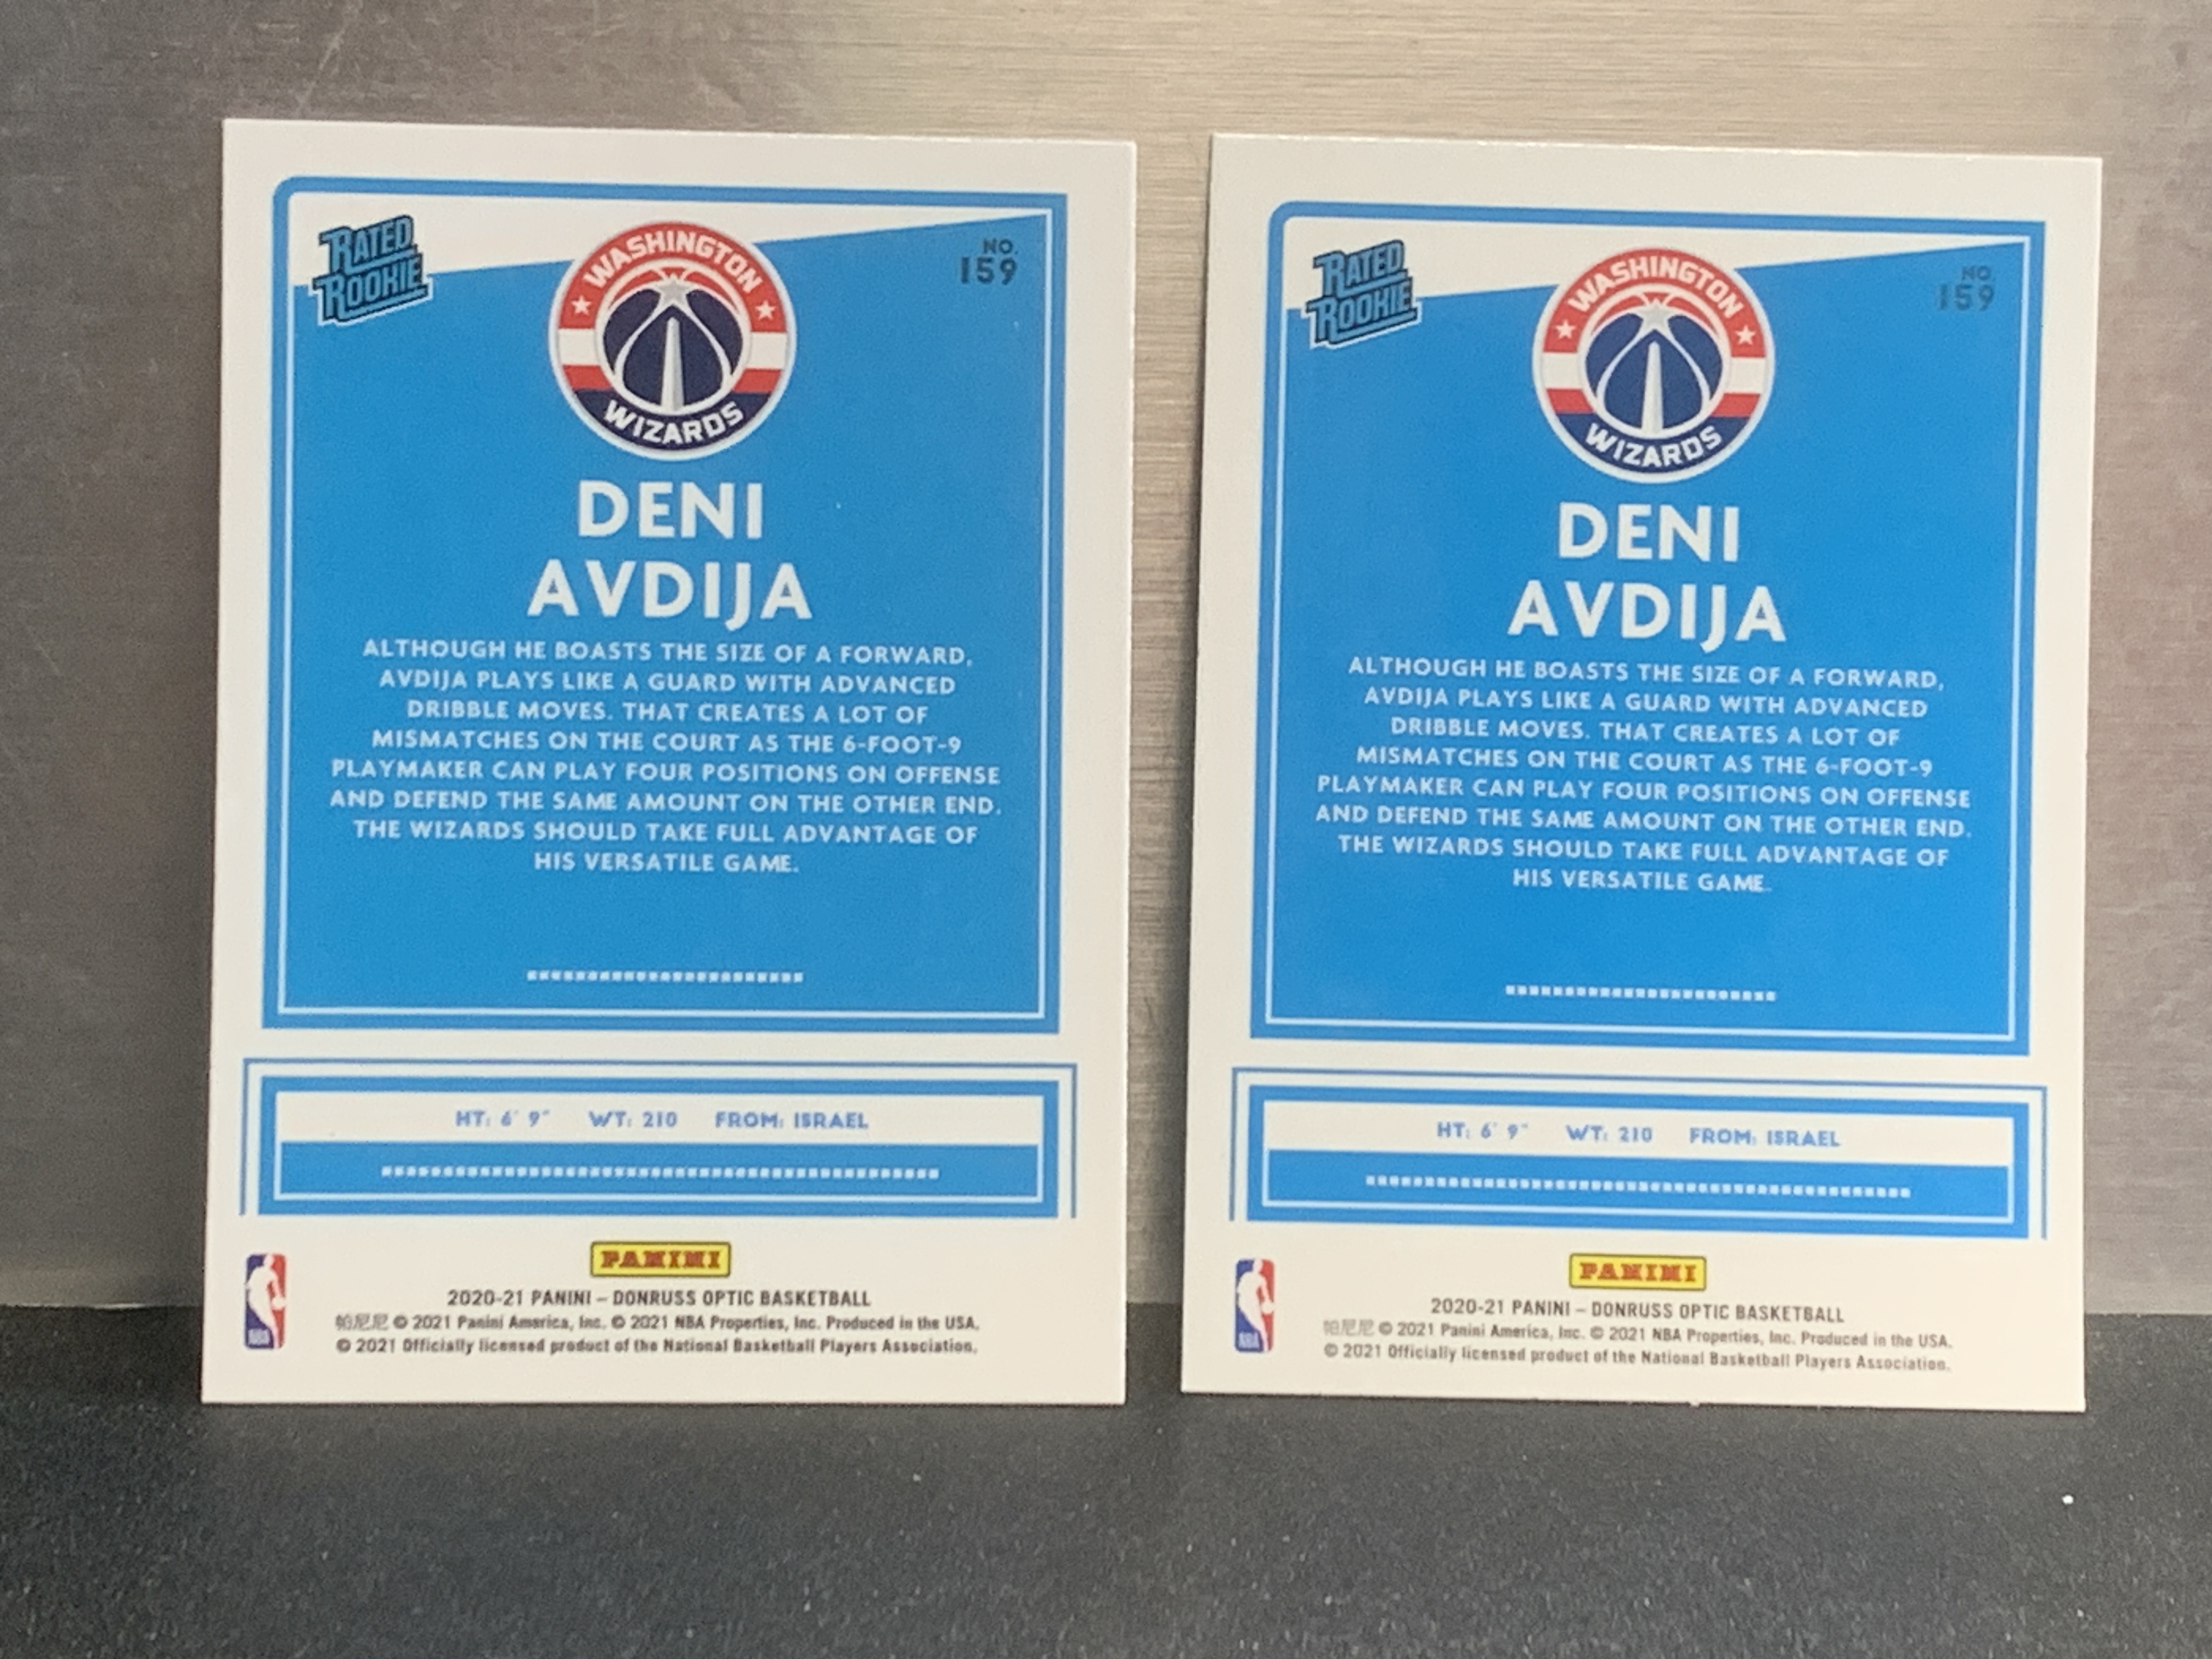 RATED
ROOKIE
WASHINGTON
WIZARDS
NO.
159
DENI
AVDIJA
ALTHOUGH HE BOASTS THE SIZE OF A FORWARD,
AVDIJA PLAYS LIKE A GUARD WITH ADVANCED
DRIBBLE MOVES. THAT CREATES A LOT OF
MISMATCHES ON THE COURT AS THE 6-FOOT-9
PLAYMAKER CAN PLAY FOUR POSITIONS ON OFFENSE
AND DEFEND THE SAME AMOUNT ON THE OTHER END.
THE WIZARDS SHOULD TAKE FULL ADVANTAGE OF
HIS VERSATILE GAME.
HT: 6' 9" WT: 210 FROM: ISRAEL
PANINI
NBA
2020-21 PANINI – DONRUSS OPTIC BASKETBALL
帕尼尼 © 2021 Panini America, Inc. © 2021 NBA Properties, Inc. Produced in the USA.
© 2021 Officially licensed product of the National Basketball Players Association.
RATED
ROOKIE
WASHINGTON
WIZARDS
NO.
159
DENI
AVDIJA
ALTHOUGH HE BOASTS THE SIZE OF A FORWARD,
AVDIJA PLAYS LIKE A GUARD WITH ADVANCED
DRIBBLE MOVES. THAT CREATES A LOT OF
MISMATCHES ON THE COURT AS THE 6-FOOT-9
PLAYMAKER CAN PLAY FOUR POSITIONS ON OFFENSE
AND DEFEND THE SAME AMOUNT ON THE OTHER END.
THE WIZARDS SHOULD TAKE FULL ADVANTAGE OF
HIS VERSATILE GAME.
HT: 6' 9" WT: 210 FROM: ISRAEL
PANINI
NBA
2020-21 PANINI – DONRUSS OPTIC BASKETBALL
帕尼尼 © 2021 Panini America, Inc. © 2021 NBA Properties, Inc. Produced in the USA.
© 2021 Officially licensed product of the National Basketball Players Association.